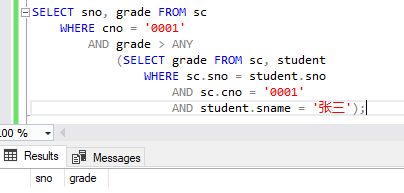 SELECT sno, grade FROM sc
WHERE cno = '0001'
AND grade > ANY
(SELECT grade FROM sc, student
WHERE sc.sno = student.sno
AND sc.cno = '0001'
AND student.sname = '张三');
00 %
Results Messages
sno grade